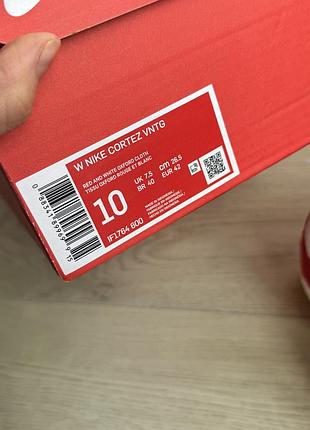 W NIKE CORTEZ VNTG
RED AND WHITE OXFORD CLOTH
TISSU OXFORD ROUGE ET BLANC
10
UK 7.5
CM 26.5
BR 40
EUR 42
IF1764 600